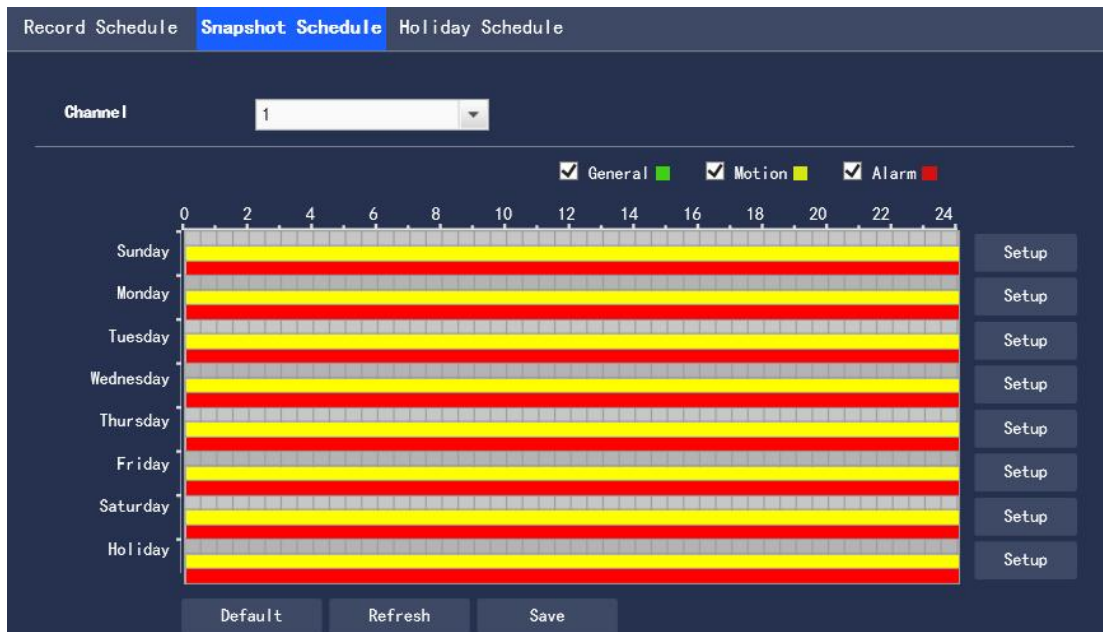 Record Schedule Snapshot Schedule Holiday Schedule
Channel 1
General Motion Alarm
0 2 4 6 8 10 12 14 16 18 20 22 24
Sunday Setup
Monday Setup
Tuesday Setup
Wednesday Setup
Thursday Setup
Friday Setup
Saturday Setup
Holiday Setup
Default Refresh Save